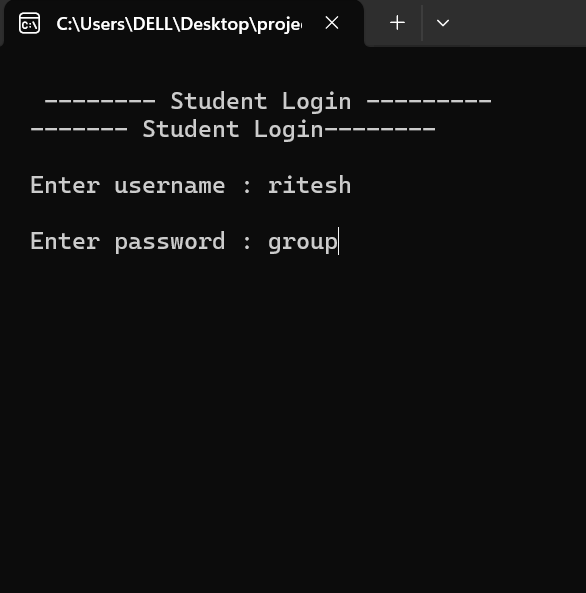 C:\Users\DELL\Desktop\proje
-------- Student Login ---------
------- Student Login--------
Enter username : ritesh
Enter password : group